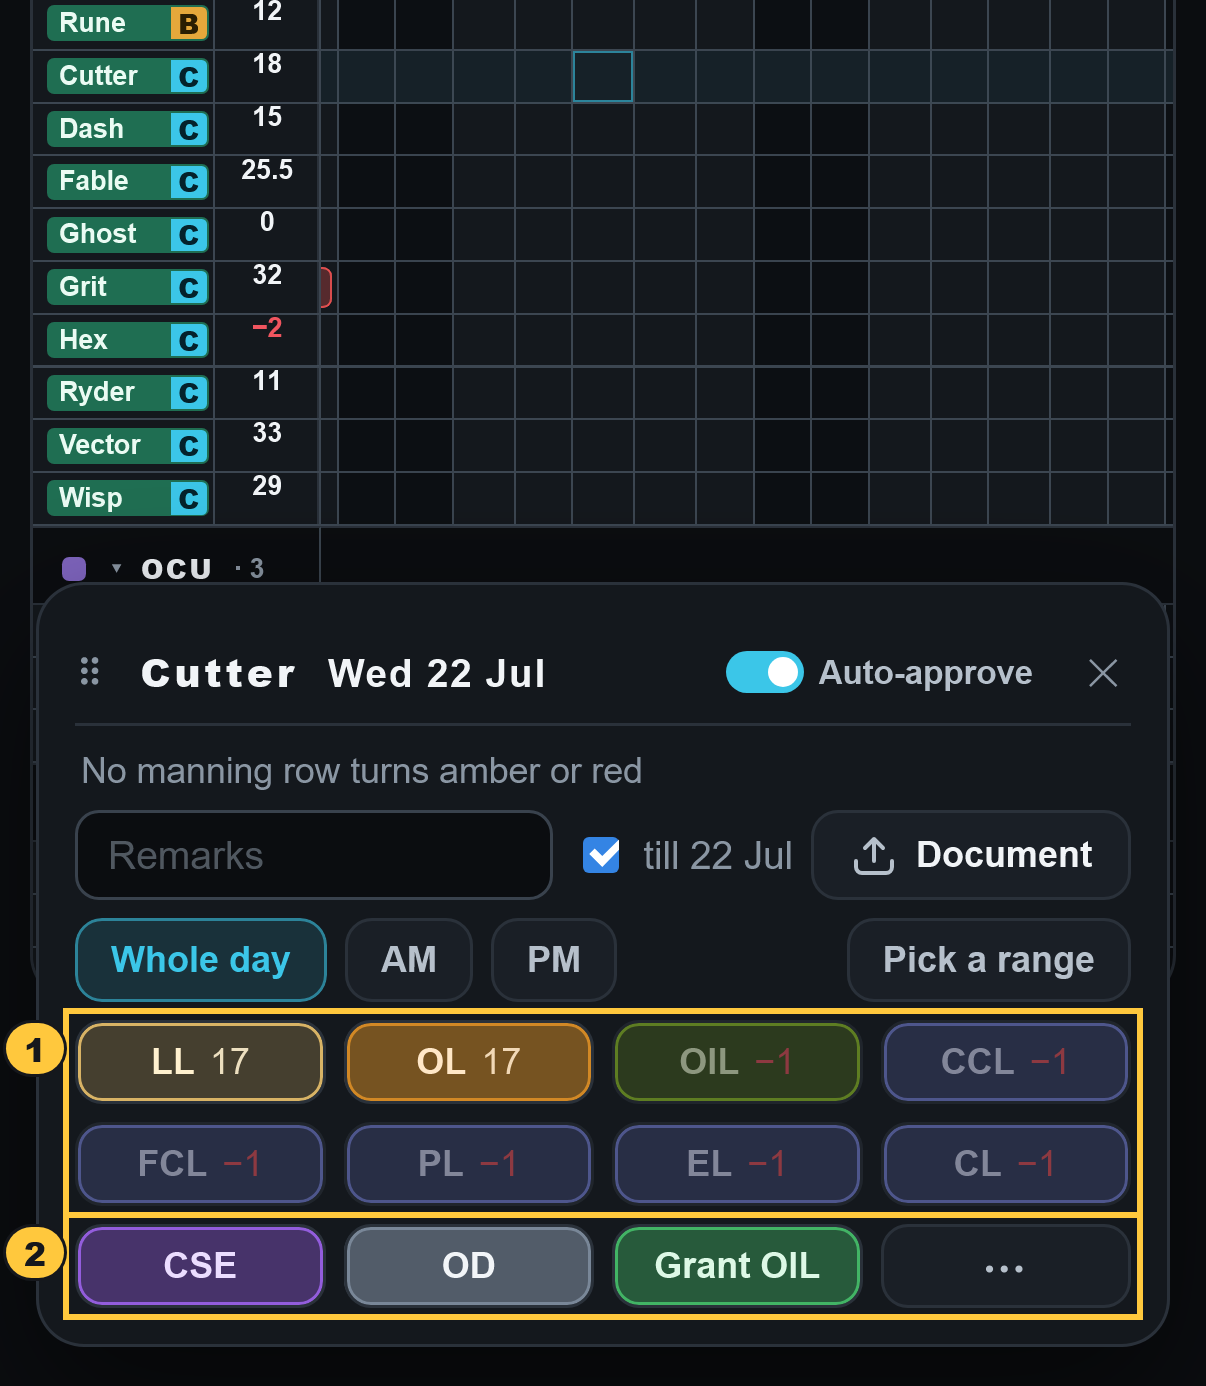 Rune B 12
Cutter C 18
Dash C 15
Fable C 25.5
Ghost C 0
Grit C 32
Hex C −2
Ryder C 11
Vector C 33
Wisp C 29
▾ OCU · 3
Cutter Wed 22 Jul Auto-approve
No manning row turns amber or red
Remarks till 22 Jul Document
Whole day AM PM Pick a range
1 LL 17 OL 17 OIL −1 CCL −1
FCL −1 PL −1 EL −1 CL −1
2 CSE OD Grant OIL ...